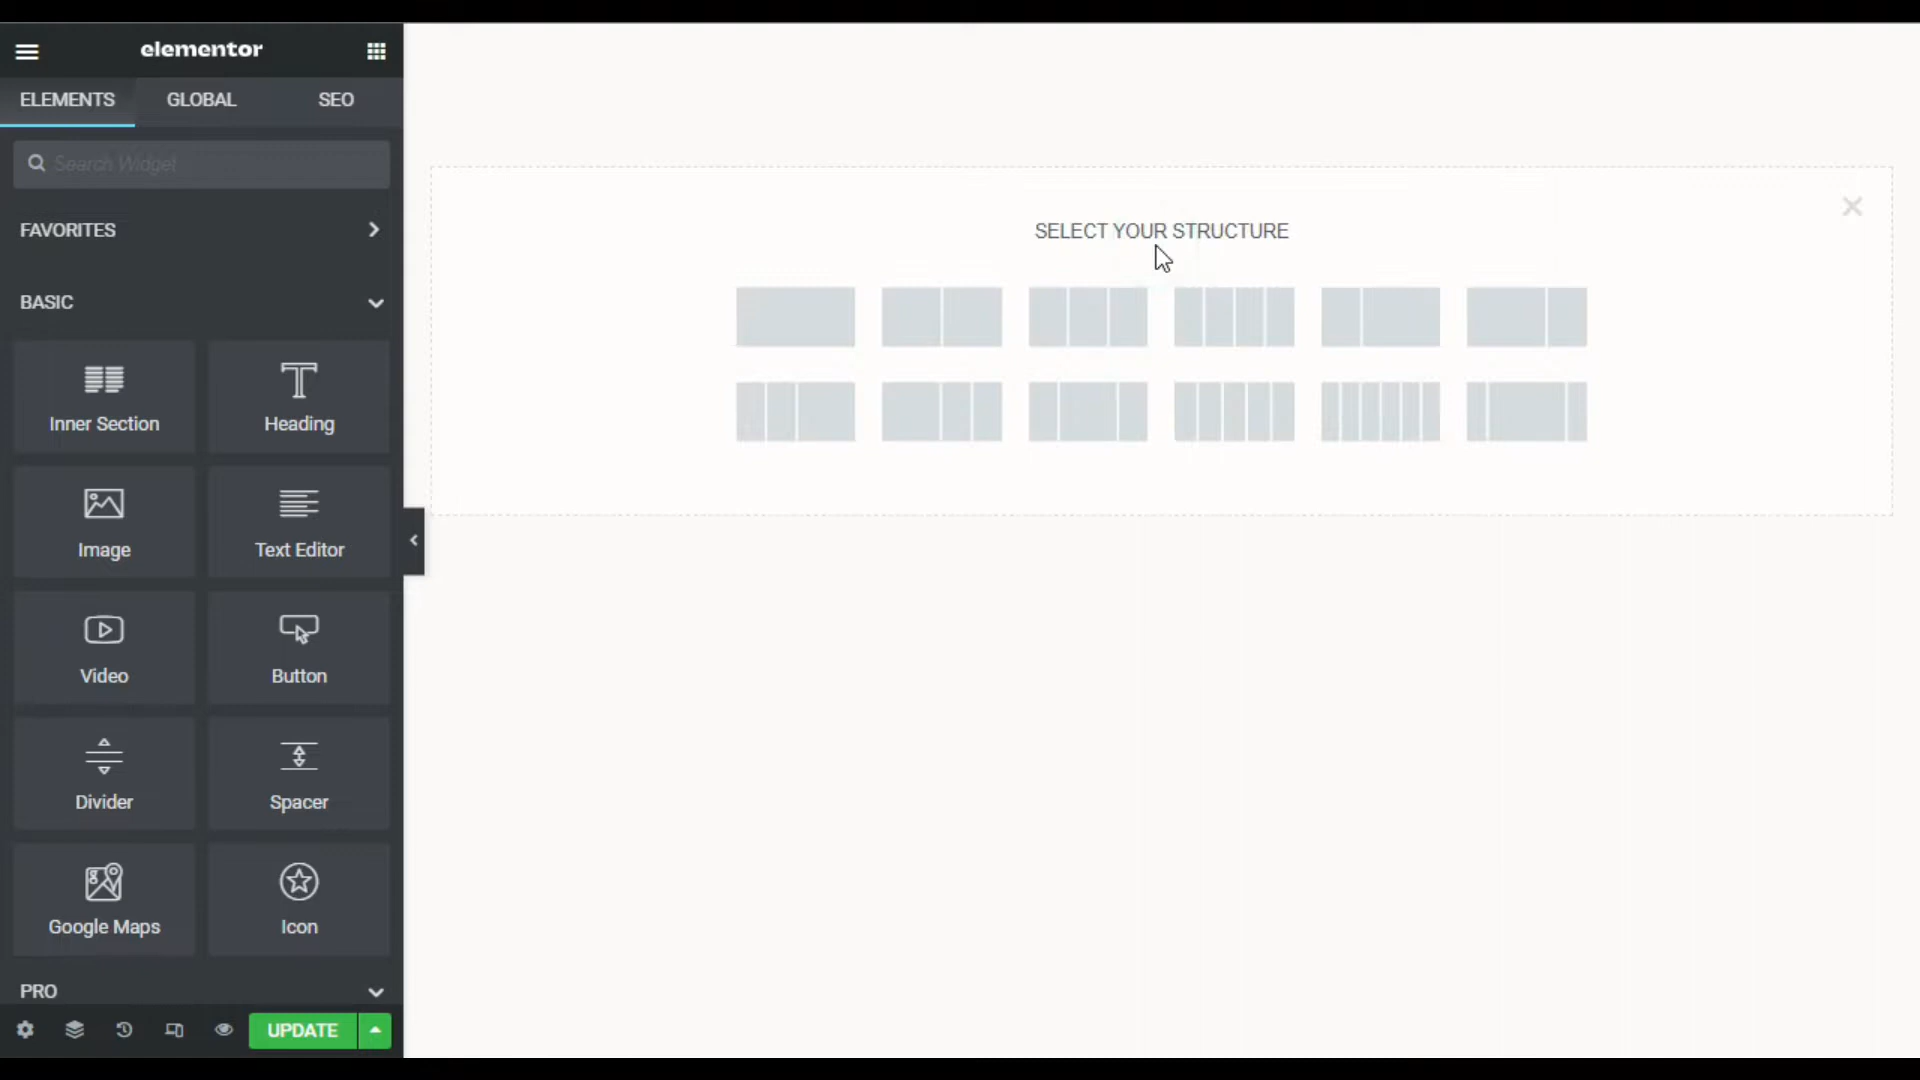 elementor
ELEMENTS GLOBAL SEO
Search Widget
FAVORITES
BASIC
Inner Section Heading
Image Text Editor
Video Button
Divider Spacer
Google Maps Icon
PRO
UPDATE
SELECT YOUR STRUCTURE